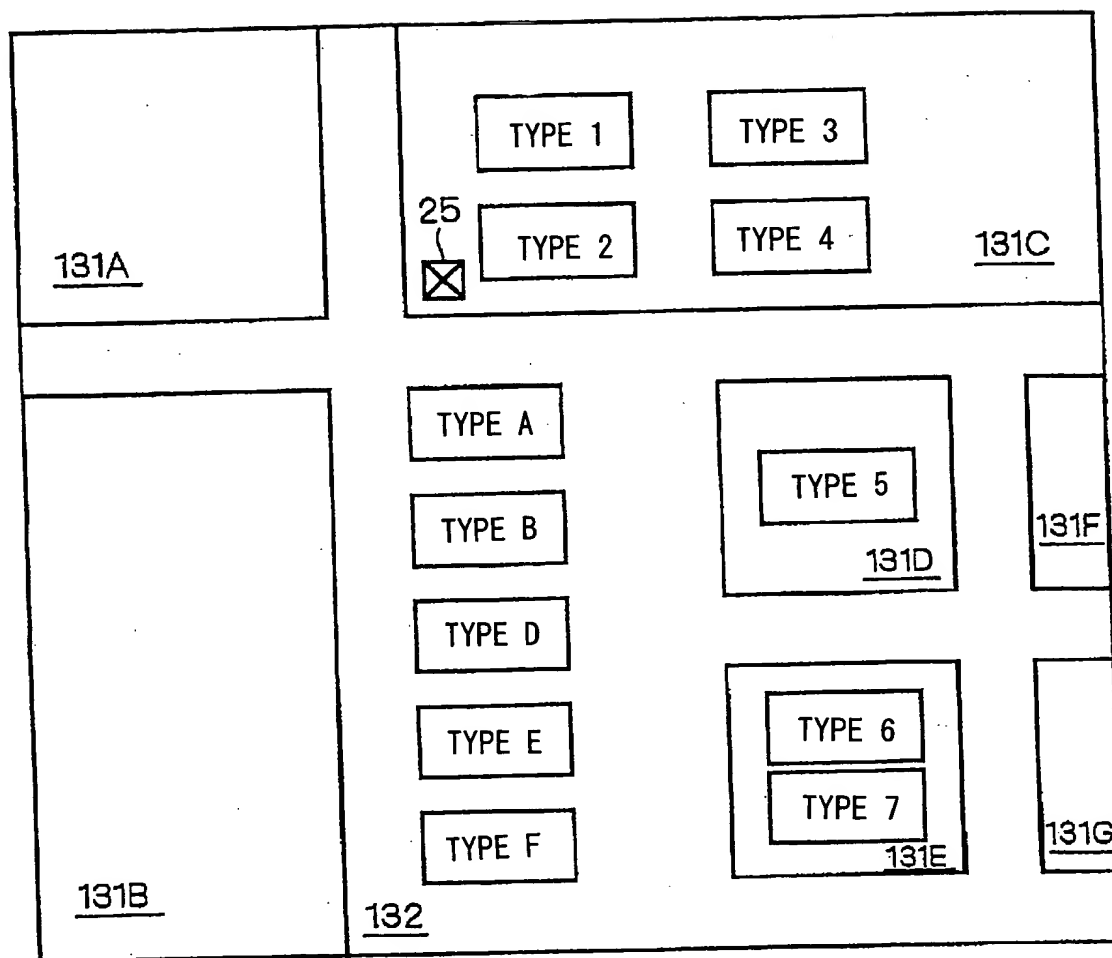 TYPE 1
TYPE 3
25
TYPE 2
TYPE 4
131A
131C
TYPE A
TYPE 5
TYPE B
131F
131D
TYPE D
TYPE 6
TYPE E
TYPE 7
131G
TYPE F
131E
131B
132